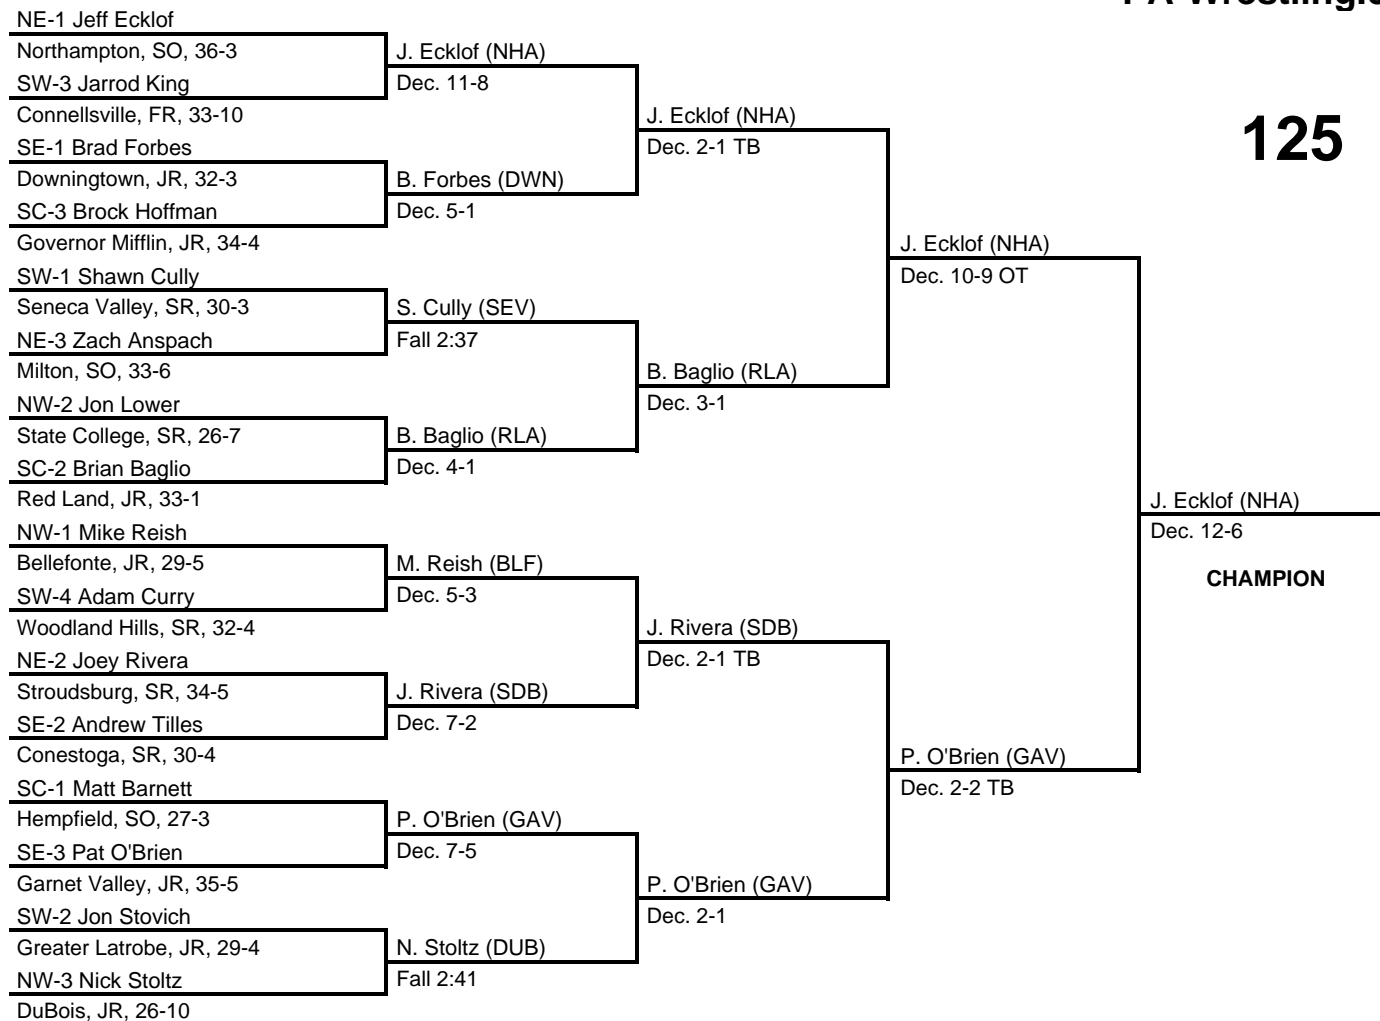 PA Wrestling
NE-1 Jeff Ecklof
Northampton, SO, 36-3
SW-3 Jarrod King
Connellsville, FR, 33-10
SE-1 Brad Forbes
Downingtown, JR, 32-3
SC-3 Brock Hoffman
Governor Mifflin, JR, 34-4
SW-1 Shawn Cully
Seneca Valley, SR, 30-3
NE-3 Zach Anspach
Milton, SO, 33-6
NW-2 Jon Lower
State College, SR, 26-7
SC-2 Brian Baglio
Red Land, JR, 33-1
NW-1 Mike Reish
Bellefonte, JR, 29-5
SW-4 Adam Curry
Woodland Hills, SR, 32-4
NE-2 Joey Rivera
Stroudsburg, SR, 34-5
SE-2 Andrew Tilles
Conestoga, SR, 30-4
SC-1 Matt Barnett
Hempfield, SO, 27-3
SE-3 Pat O'Brien
Garnet Valley, JR, 35-5
SW-2 Jon Stovich
Greater Latrobe, JR, 29-4
NW-3 Nick Stoltz
DuBois, JR, 26-10
J. Ecklof (NHA)
Dec. 11-8
B. Forbes (DWN)
Dec. 5-1
S. Cully (SEV)
Fall 2:37
B. Baglio (RLA)
Dec. 4-1
M. Reish (BLF)
Dec. 5-3
J. Rivera (SDB)
Dec. 7-2
P. O'Brien (GAV)
Dec. 7-5
N. Stoltz (DUB)
Fall 2:41
J. Ecklof (NHA)
Dec. 2-1 TB
B. Baglio (RLA)
Dec. 3-1
J. Rivera (SDB)
Dec. 2-1 TB
P. O'Brien (GAV)
Dec. 2-1
J. Ecklof (NHA)
Dec. 10-9 OT
P. O'Brien (GAV)
Dec. 2-2 TB
125
J. Ecklof (NHA)
Dec. 12-6
CHAMPION